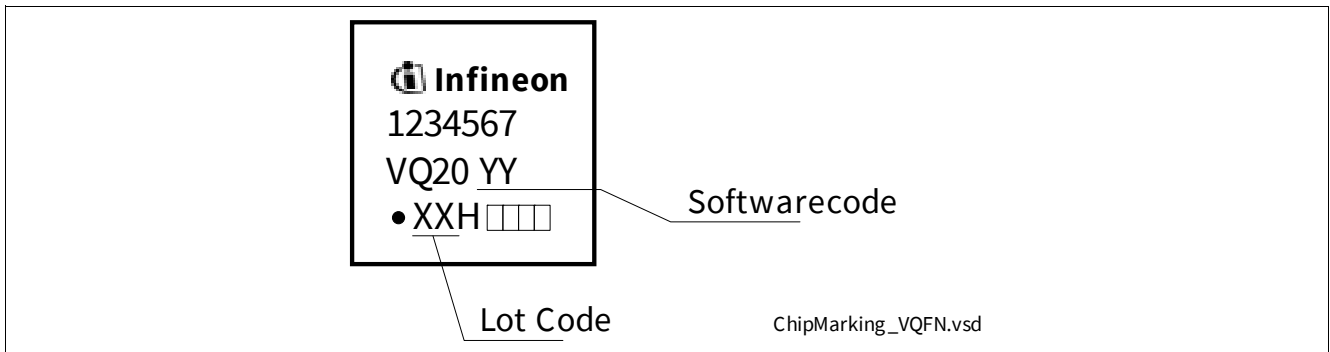 Infineon
1234567
VQ20 YY
Softwarecode
•XXH
Lot Code
ChipMarking_VQFN.vsd